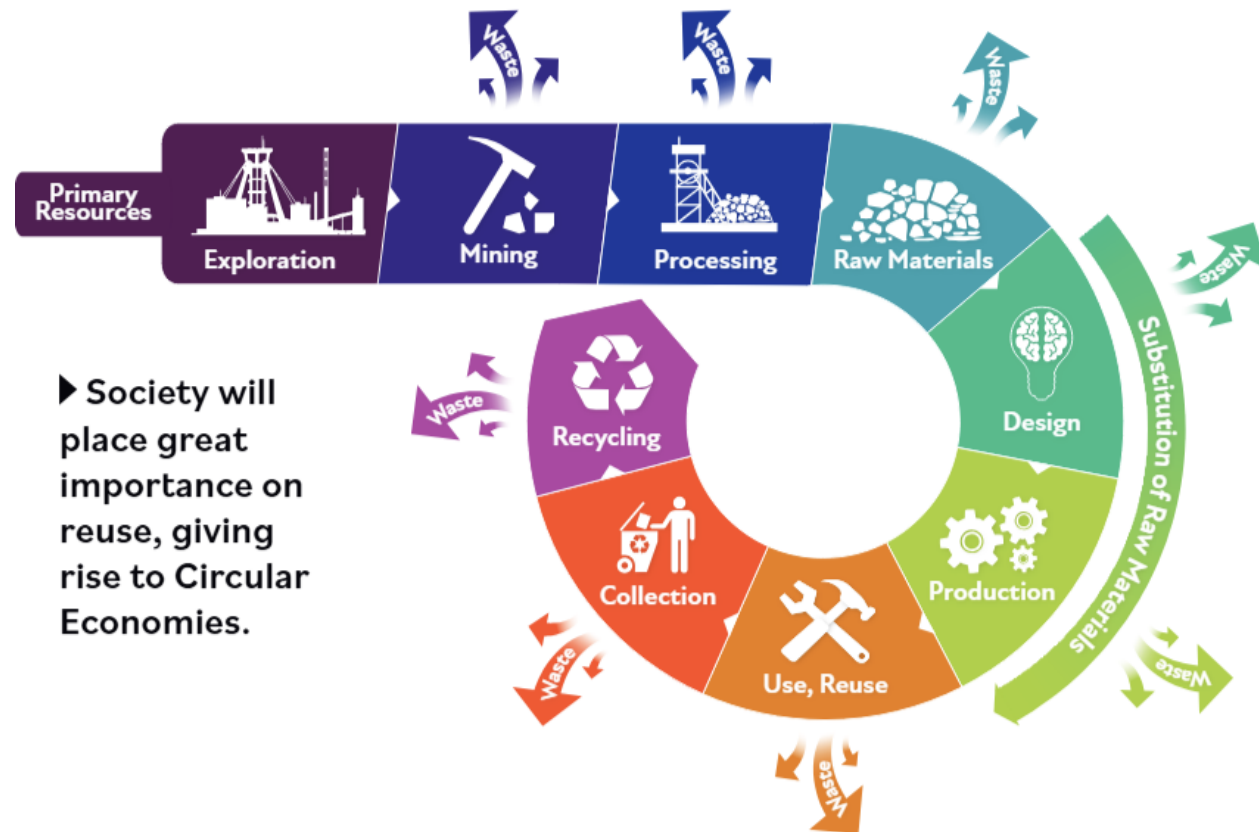 Waste
Waste
Waste
Primary
Resources
Exploration
Mining
Processing
Raw Materials
Waste
Substitution of Raw Materials
Design
Recycling
Waste
▶ Society will
place great
importance on
reuse, giving
rise to Circular
Economies.
Collection
Production
Use, Reuse
Waste
Waste
Waste